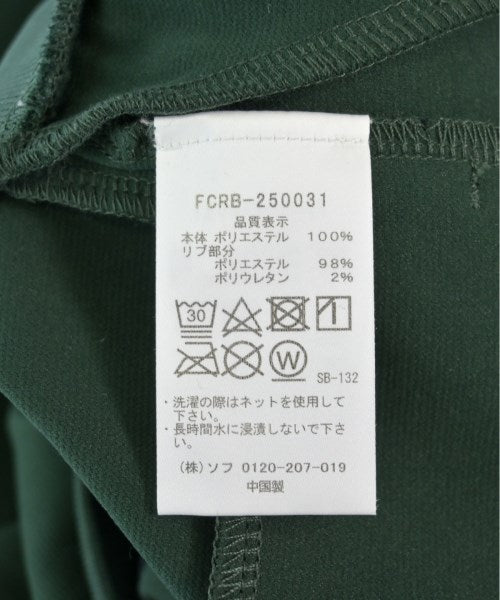 FCRB-250031
品質表示
本体 ポリエステル 100%
リブ部分
ポリエステル 98%
ポリウレタン 2%
30
W
SB-132
・洗濯の際はネットを使用して
下さい。
・長時間水に浸漬しないで下さ
い。
(株)ソフ 0120-207-019
中国製